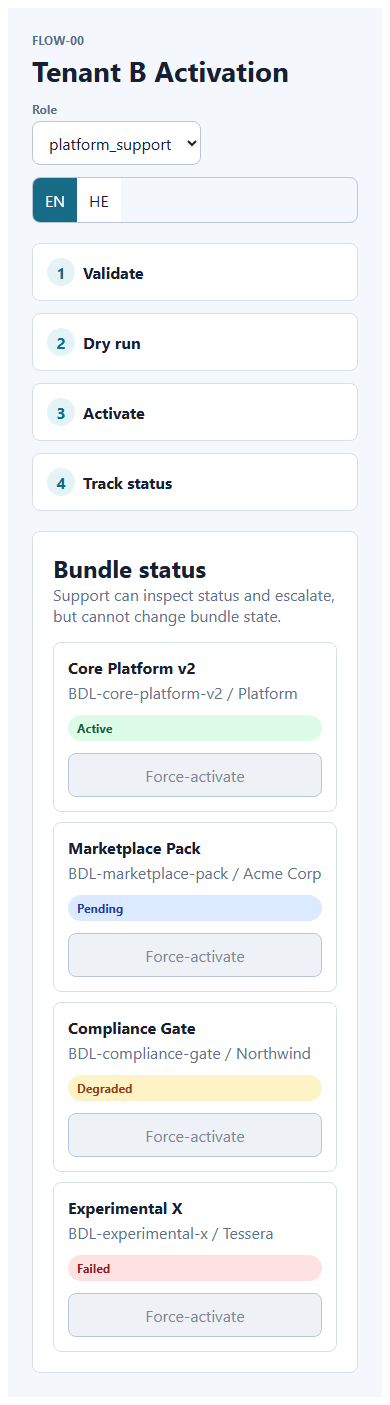 FLOW-00
Tenant B Activation
Role
platform_support
EN HE
1 Validate
2 Dry run
3 Activate
4 Track status
Bundle status
Support can inspect status and escalate,
but cannot change bundle state.
Core Platform v2
BDL-core-platform-v2 / Platform
Active
Force-activate
Marketplace Pack
BDL-marketplace-pack / Acme Corp
Pending
Force-activate
Compliance Gate
BDL-compliance-gate / Northwind
Degraded
Force-activate
Experimental X
BDL-experimental-x / Tessera
Failed
Force-activate